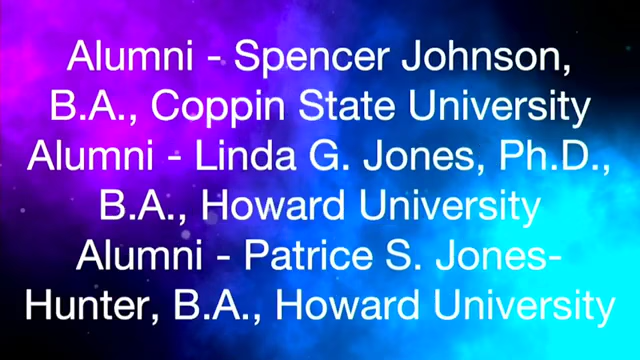 Alumni - Spencer Johnson,
B.A., Coppin State University
Alumni - Linda G. Jones, Ph.D.,
B.A., Howard University
Alumni - Patrice S. Jones-
Hunter, B.A., Howard University